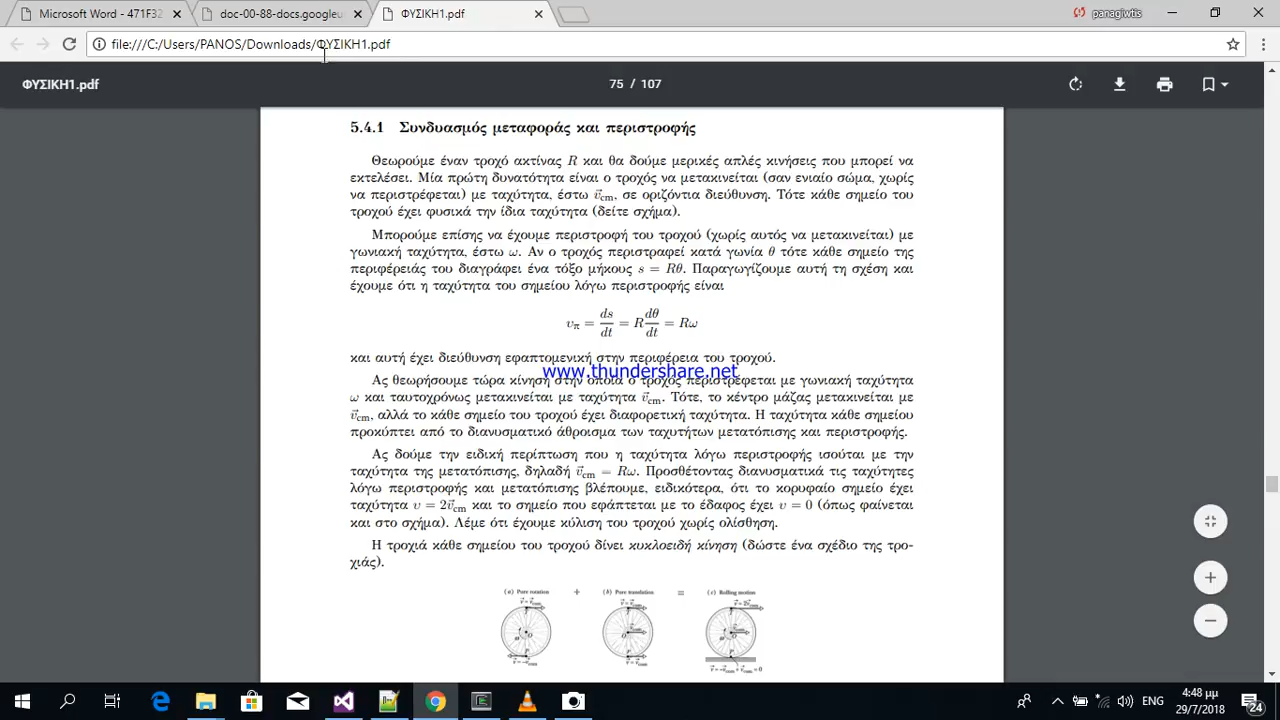 Microsoft Word - 471F32
doc-00-88-docs.googleu
ΦΥΣΙΚΗ1.pdf
panagiwtis
file:///C:/Users/PANOS/Downloads/ΦΥΣΙΚΗ1.pdf
ΦΥΣΙΚΗ1.pdf
75 / 107
5.4.1 Συνδυασμός μεταφοράς και περιστροφής
Θεωρούμε έναν τροχό ακτίνας R και θα δούμε μερικές απλές κινήσεις που μπορεί να
εκτελέσει. Μία πρώτη δυνατότητα είναι ο τροχός να μετακινείται (σαν ενιαίο σώμα, χωρίς
να περιστρέφεται) με ταχύτητα, έστω v⃗cm, σε οριζόντια διεύθυνση. Τότε κάθε σημείο του
τροχού έχει φυσικά την ίδια ταχύτητα (δείτε σχήμα).
Μπορούμε επίσης να έχουμε περιστροφή του τροχού (χωρίς αυτός να μετακινείται) με
γωνιακή ταχύτητα, έστω ω. Αν ο τροχός περιστραφεί κατά γωνία θ τότε κάθε σημείο της
περιφέρειάς του διαγράφει ένα τόξο μήκους s = Rθ. Παραγωγίζουμε αυτή τη σχέση και
έχουμε ότι η ταχύτητα του σημείου λόγω περιστροφής είναι
υπ = ds/dt = R dθ/dt = Rω
και αυτή έχει διεύθυνση εφαπτομενική στην περιφέρεια του τροχού.
www.thundershare.net
Ας θεωρήσουμε τώρα κίνηση στην οποία ο τροχός περιστρέφεται με γωνιακή ταχύτητα
ω και ταυτοχρόνως μετακινείται με ταχύτητα v⃗cm. Τότε, το κέντρο μάζας μετακινείται με
v⃗cm, αλλά το κάθε σημείο του τροχού έχει διαφορετική ταχύτητα. Η ταχύτητα κάθε σημείου
προκύπτει από το διανυσματικό άθροισμα των ταχυτήτων μετατόπισης και περιστροφής.
Ας δούμε την ειδική περίπτωση που η ταχύτητα λόγω περιστροφής ισούται με την
ταχύτητα της μετατόπισης, δηλαδή v⃗cm = Rω. Προσθέτοντας διανυσματικά τις ταχύτητες
λόγω περιστροφής και μετατόπισης βλέπουμε, ειδικότερα, ότι το κορυφαίο σημείο έχει
ταχύτητα υ = 2v⃗cm και το σημείο που εφάπτεται με το έδαφος έχει υ = 0 (όπως φαίνεται
και στο σχήμα). Λέμε ότι έχουμε κύλιση του τροχού χωρίς ολίσθηση.
Η τροχιά κάθε σημείου του τροχού δίνει κυκλοειδή κίνηση (δώστε ένα σχέδιο της τρο-
χιάς).
(a) Pure rotation + (b) Pure translation = (c) Rolling motion
ENG
4:48 μμ
29/7/2018
24